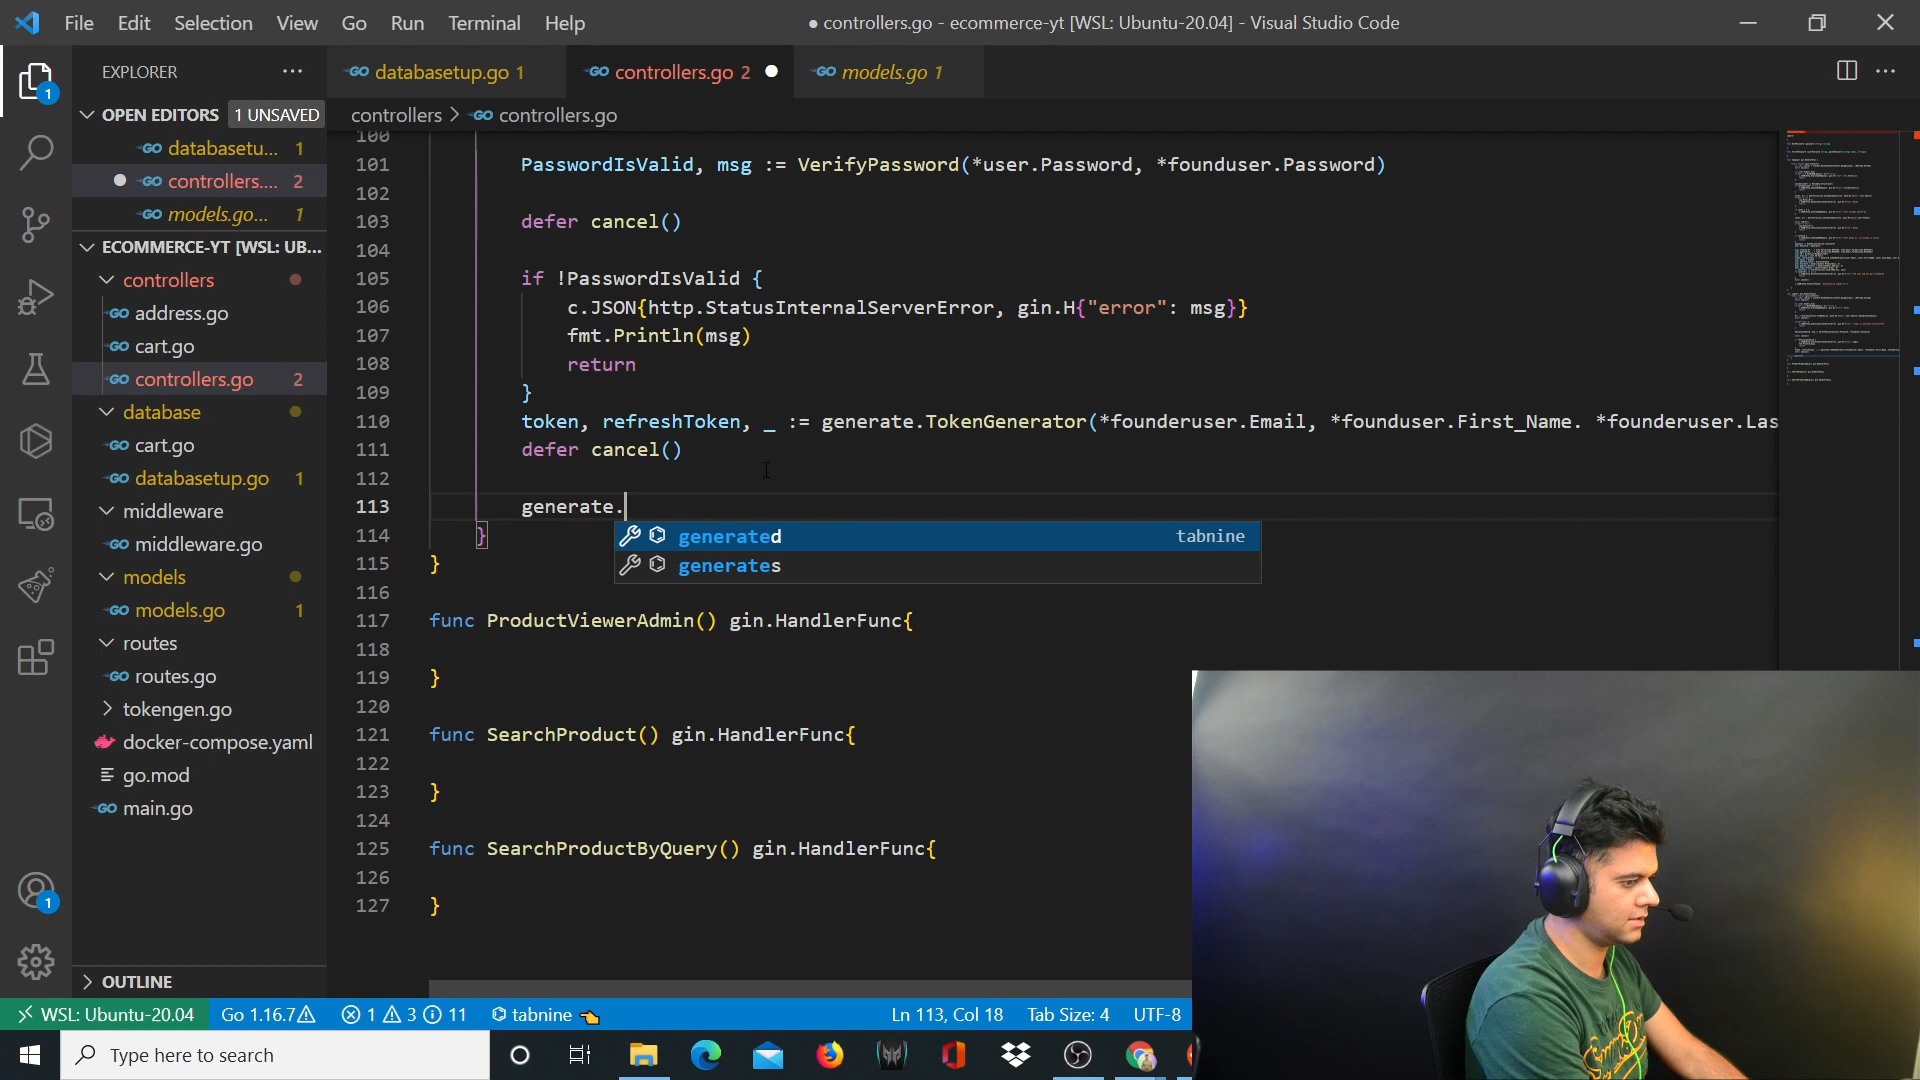 File Edit Selection View Go Run Terminal Help
● controllers.go - ecommerce-yt [WSL: Ubuntu-20.04] - Visual Studio Code
EXPLORER
databasetup.go 1
controllers.go 2
models.go 1
OPEN EDITORS 1 UNSAVED
controllers > controllers.go
databasetu... 1
controllers.... 2
models.go... 1
ECOMMERCE-YT [WSL: UB...
controllers
address.go
cart.go
controllers.go 2
database
cart.go
databasetup.go 1
middleware
middleware.go
models
models.go 1
routes
routes.go
tokengen.go
docker-compose.yaml
go.mod
main.go
OUTLINE
100
101 PasswordIsValid, msg := VerifyPassword(*user.Password, *founduser.Password)
102
103 defer cancel()
104
105 if !PasswordIsValid {
106 c.JSON{http.StatusInternalServerError, gin.H{"error": msg}}
107 fmt.Println(msg)
108 return
109 }
110 token, refreshToken, _ := generate.TokenGenerator(*founderuser.Email, *founduser.First_Name. *founderuser.Las
111 defer cancel()
112
113 generate.
generated tabnine
generates
114 }
115 }
116
117 func ProductViewerAdmin() gin.HandlerFunc{
118
119 }
120
121 func SearchProduct() gin.HandlerFunc{
122
123 }
124
125 func SearchProductByQuery() gin.HandlerFunc{
126
127 }
1
1
WSL: Ubuntu-20.04 Go 1.16.7 1 3 11 tabnine Ln 113, Col 18 Tab Size: 4 UTF-8
Type here to search